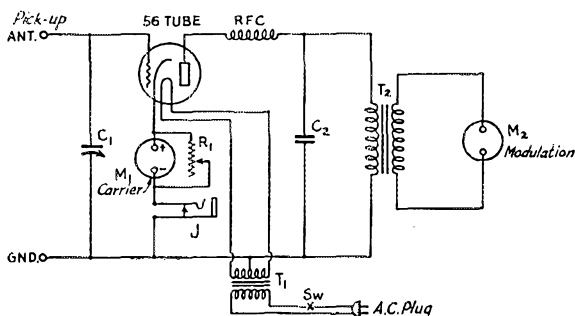 Pick-up
ANT.
56 TUBE
RFC
C1
+
-
M1
Carrier
R1
J
C2
T2
M2
Modulation
GND.
T1
Sw
A.C. Plug